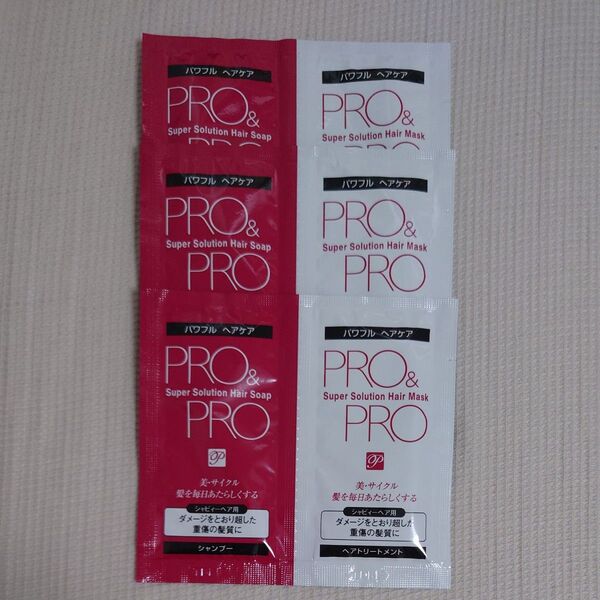 パワフル ヘアケア
PRO&
Super Solution Hair Soap
パワフル ヘアケア
PRO&
Super Solution Hair Mask
パワフル ヘアケア
PRO&
Super Solution Hair Soap
PRO
パワフル ヘアケア
PRO&
Super Solution Hair Mask
PRO
パワフル ヘアケア
PRO&
Super Solution Hair Soap
PRO
美・サイクル
髪を毎日あたらしくする
シャビィーヘア用
ダメージをとおり超した
重傷の髪質に
シャンプー
パワフル ヘアケア
PRO&
Super Solution Hair Mask
PRO
美・サイクル
髪を毎日あたらしくする
シャビィーヘア用
ダメージをとおり超した
重傷の髪質に
ヘアトリートメント